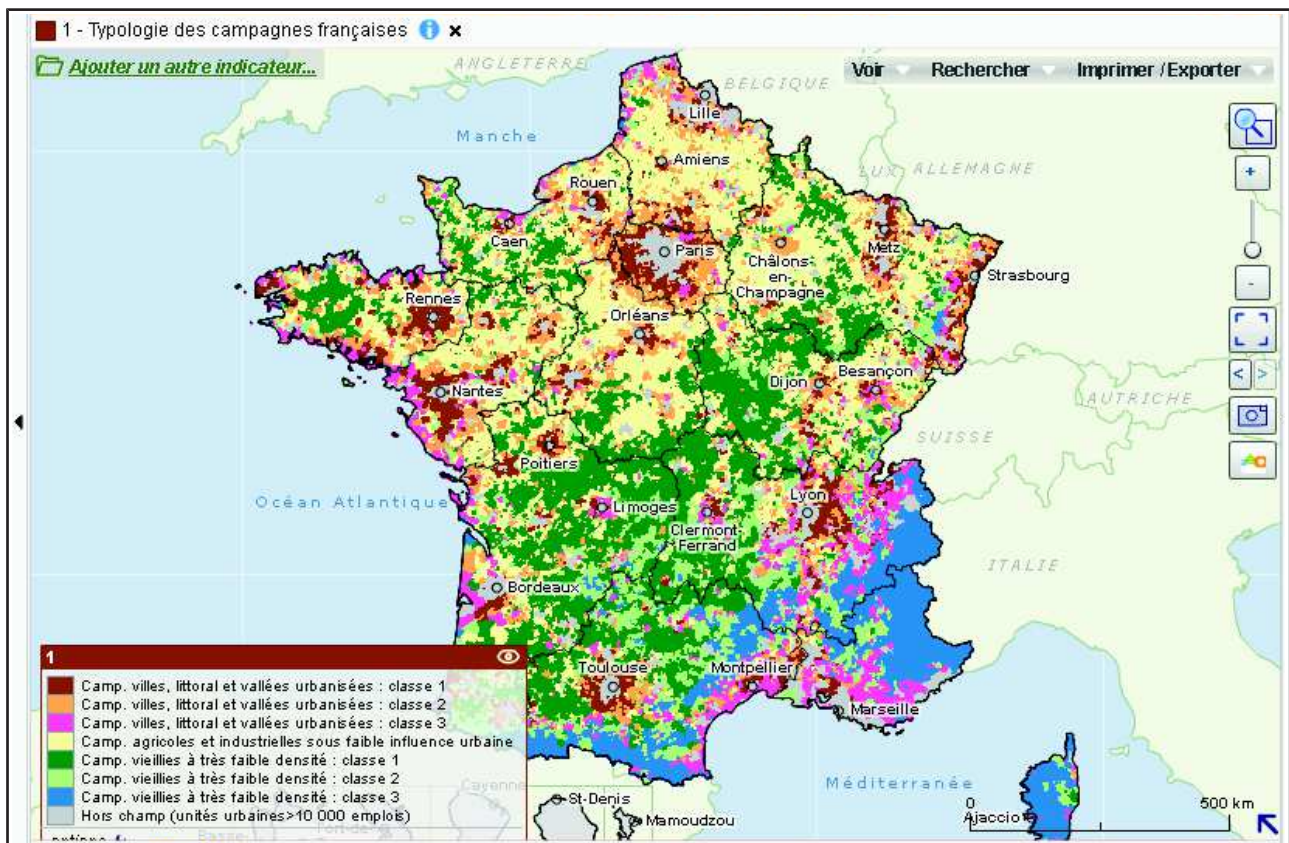 1 - Typologie des campagnes françaises
Ajouter un autre indicateur...
Voir
Rechercher
Imprimer / Exporter
ANGLETERRE
BELGIQUE
Manche
LUX
ALLEMAGNE
Lille
Amiens
Rouen
Caen
Paris
Metz
Châlons-
en-
Champagne
Strasbourg
Rennes
Orléans
Nantes
Dijon
Besançon
AUTRICHE
SUISSE
Poitiers
Océan Atlantique
Limoges
Clermont-
Ferrand
Lyon
ITALIE
Bordeaux
Toulouse
Montpellier
Marseille
Méditerranée
Ajaccio
0
500 km
+
-
< >
1
Camp. villes, littoral et vallées urbanisées : classe 1
Camp. villes, littoral et vallées urbanisées : classe 2
Camp. villes, littoral et vallées urbanisées : classe 3
Camp. agricoles et industrielles sous faible influence urbaine
Camp. vieillies à très faible densité : classe 1
Camp. vieillies à très faible densité : classe 2
Camp. vieillies à très faible densité : classe 3
Hors champ (unités urbaines>10 000 emplois)
Cayenne
St-Denis
Mamoudzou